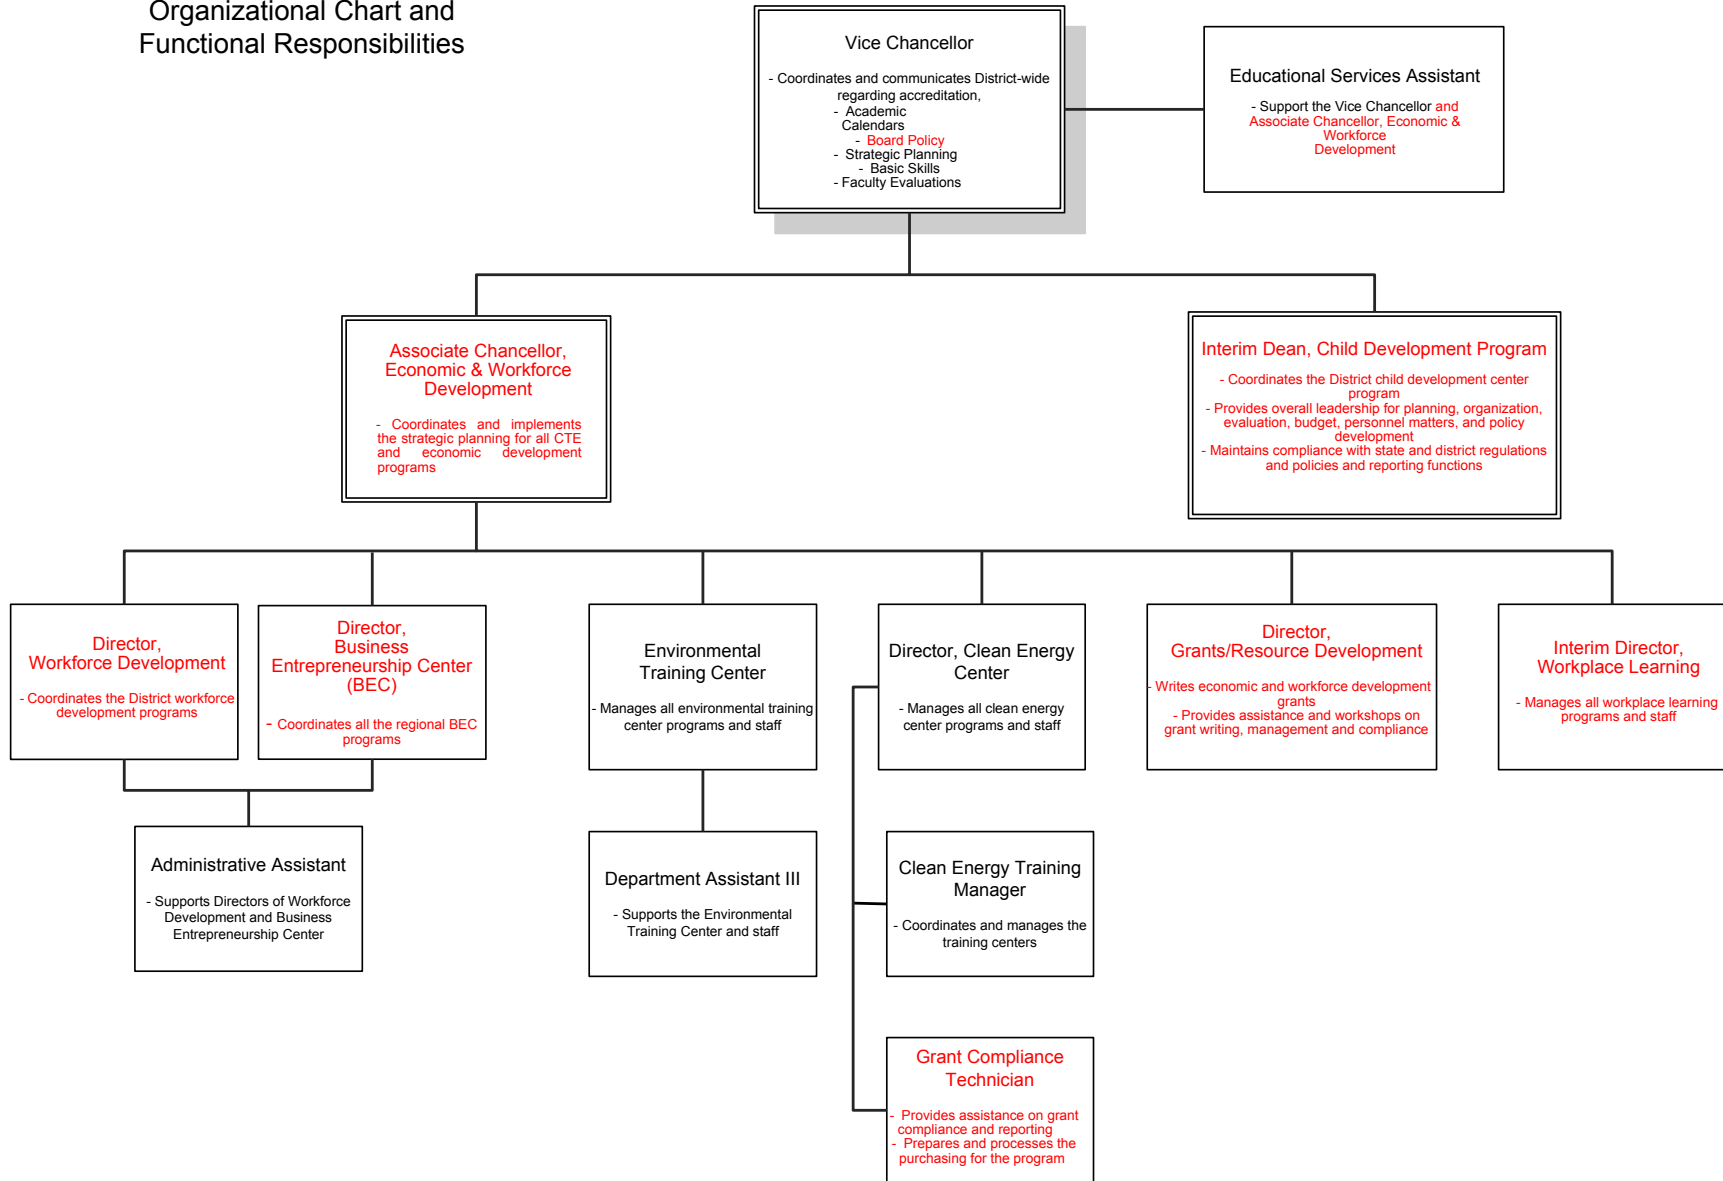 Organizational Chart and
Functional Responsibilities
Vice Chancellor
- Coordinates and communicates District-wide
regarding accreditation,
- Academic
Calendars
- Board Policy
- Strategic Planning
- Basic Skills
- Faculty Evaluations
Educational Services Assistant
- Support the Vice Chancellor and
Associate Chancellor, Economic &
Workforce
Development
Associate Chancellor,
Economic & Workforce
Development
- Coordinates and implements
the strategic planning for all CTE
and economic development
programs
Interim Dean, Child Development Program
- Coordinates the District child development center
program
- Provides overall leadership for planning, organization,
evaluation, budget, personnel matters, and policy
development
- Maintains compliance with state and district regulations
and policies and reporting functions
Director,
Workforce Development
- Coordinates the District workforce
development programs
Director,
Business
Entrepreneurship Center
(BEC)
- Coordinates all the regional BEC
programs
Environmental
Training Center
- Manages all environmental training
center programs and staff
Director, Clean Energy
Center
- Manages all clean energy
center programs and staff
Director,
Grants/Resource Development
- Writes economic and workforce development
grants
- Provides assistance and workshops on
grant writing, management and compliance
Interim Director,
Workplace Learning
- Manages all workplace learning
programs and staff
Administrative Assistant
- Supports Directors of Workforce
Development and Business
Entrepreneurship Center
Department Assistant III
- Supports the Environmental
Training Center and staff
Clean Energy Training
Manager
- Coordinates and manages the
training centers
Grant Compliance
Technician
- Provides assistance on grant
compliance and reporting
- Prepares and processes the
purchasing for the program